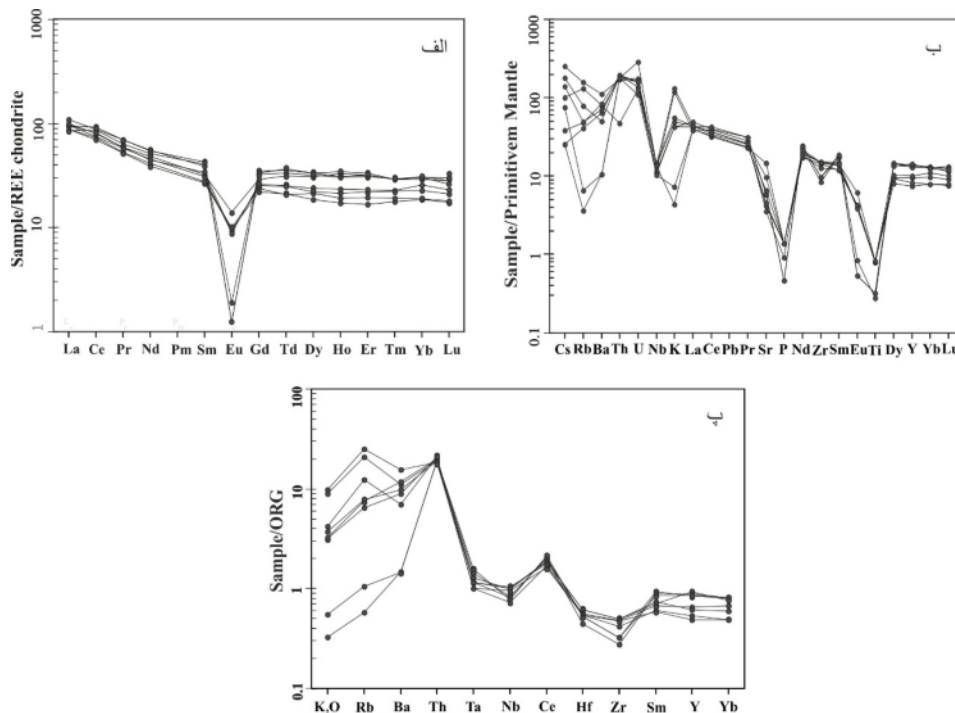 الف
Sample/REE chondrite
1000
100
10
1
La Ce Pr Nd Pm Sm Eu Gd Td Dy Ho Er Tm Yb Lu
ب
Sample/Primitivem Mantle
1000
100
10
1
0.1
Cs Rb Ba Th U Nb K La Ce Pb Pr Sr P Nd Zr Sm Eu Ti Dy Y Yb Lu
Sample/ORG
100
10
1
0.1
K,O Rb Ba Th Ta Nb Ce Hf Zr Sm Y Yb